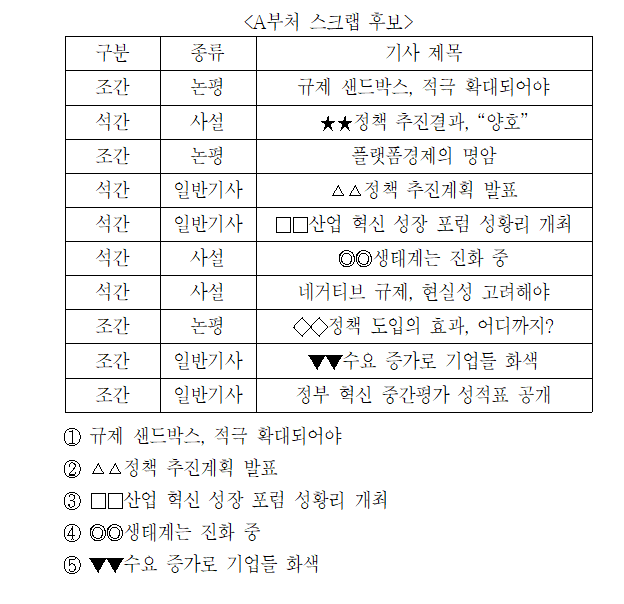 <A부처 스크랩 후보>
구분 종류 기사 제목
조간 논평 규제 샌드박스, 적극 확대되어야
석간 사설 ★★정책 추진결과, “양호”
조간 논평 플랫폼경제의 명암
석간 일반기사 △△정책 추진계획 발표
석간 일반기사 □□산업 혁신 성장 포럼 성황리 개최
석간 사설 ◎◎생태계는 진화 중
석간 사설 네거티브 규제, 현실성 고려해야
조간 논평 ◇◇정책 도입의 효과, 어디까지?
조간 일반기사 ▼▼수요 증가로 기업들 화색
조간 일반기사 정부 혁신 중간평가 성적표 공개
① 규제 샌드박스, 적극 확대되어야
② △△정책 추진계획 발표
③ □□산업 혁신 성장 포럼 성황리 개최
④ ◎◎생태계는 진화 중
⑤ ▼▼수요 증가로 기업들 화색